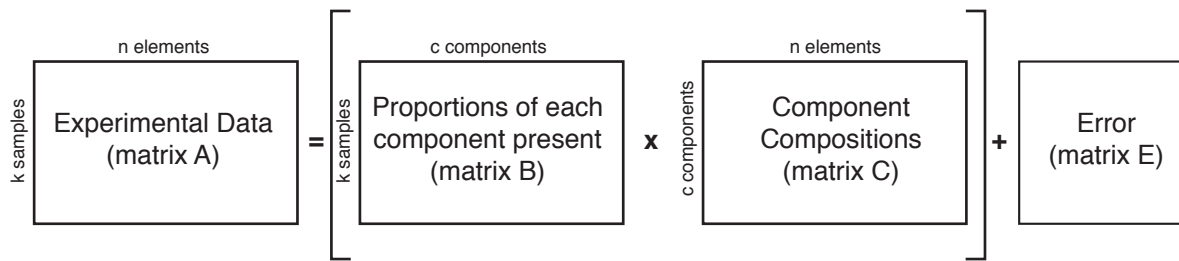 n elements
k samples
Experimental Data
(matrix A)
=
c components
k samples
Proportions of each
component present
(matrix B)
x
n elements
c components
Component
Compositions
(matrix C)
+
Error
(matrix E)